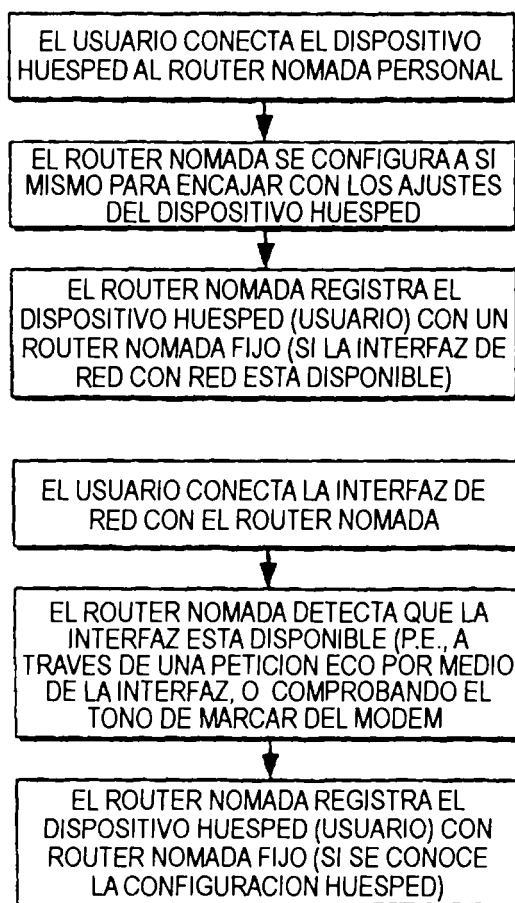 EL USUARIO CONECTA EL DISPOSITIVO
HUESPED AL ROUTER NOMADA PERSONAL
EL ROUTER NOMADA SE CONFIGURA A SI
MISMO PARA ENCAJAR CON LOS AJUSTES
DEL DISPOSITIVO HUESPED
EL ROUTER NOMADA REGISTRA EL
DISPOSITIVO HUESPED (USUARIO) CON UN
ROUTER NOMADA FIJO (SI LA INTERFAZ DE
RED CON RED ESTA DISPONIBLE)
EL USUARIO CONECTA LA INTERFAZ DE
RED CON EL ROUTER NOMADA
EL ROUTER NOMADA DETECTA QUE LA
INTERFAZ ESTA DISPONIBLE (P.E., A
TRAVES DE UNA PETICION ECO POR MEDIO
DE LA INTERFAZ, O COMPROBANDO EL
TONO DE MARCAR DEL MODEM
EL ROUTER NOMADA REGISTRA EL
DISPOSITIVO HUESPED (USUARIO) CON
ROUTER NOMADA FIJO (SI SE CONOCE
LA CONFIGURACION HUESPED)